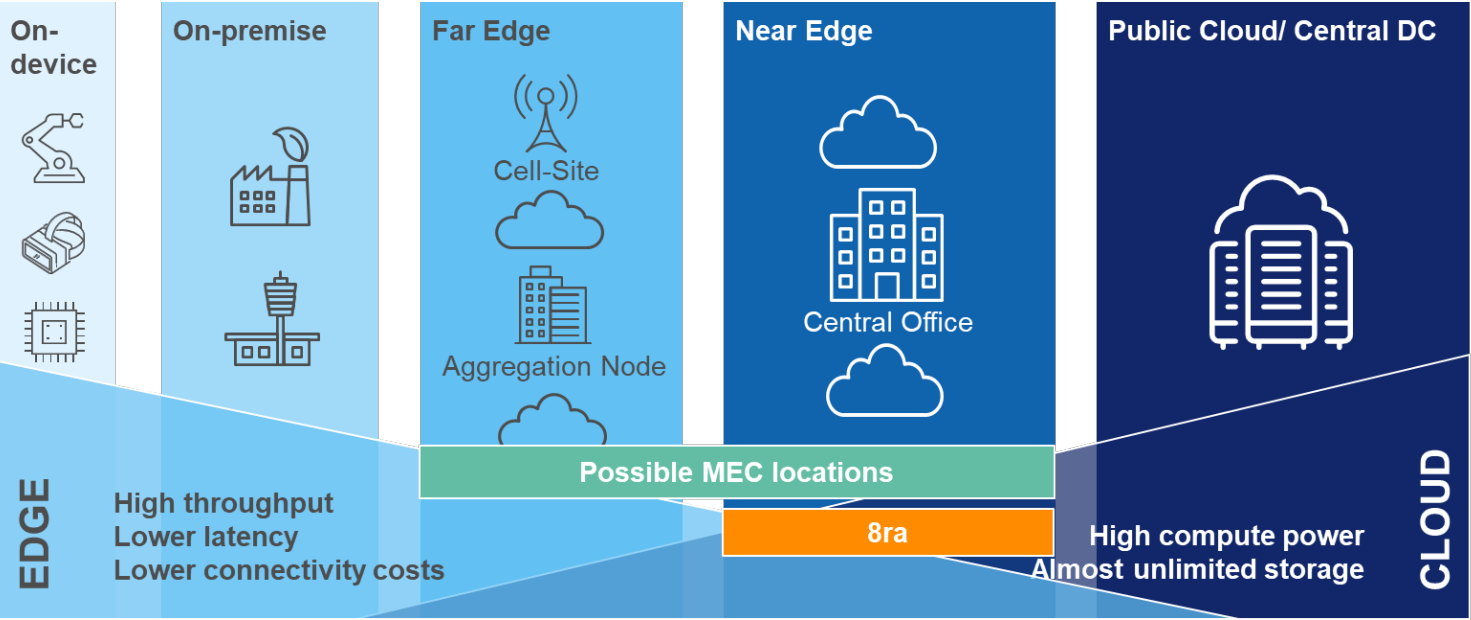 On-
device
On-premise
Far Edge
Near Edge
Public Cloud/ Central DC
Cell-Site
Aggregation Node
Central Office
Possible MEC locations
8ra
EDGE
High throughput
Lower latency
Lower connectivity costs
High compute power
Almost unlimited storage
CLOUD